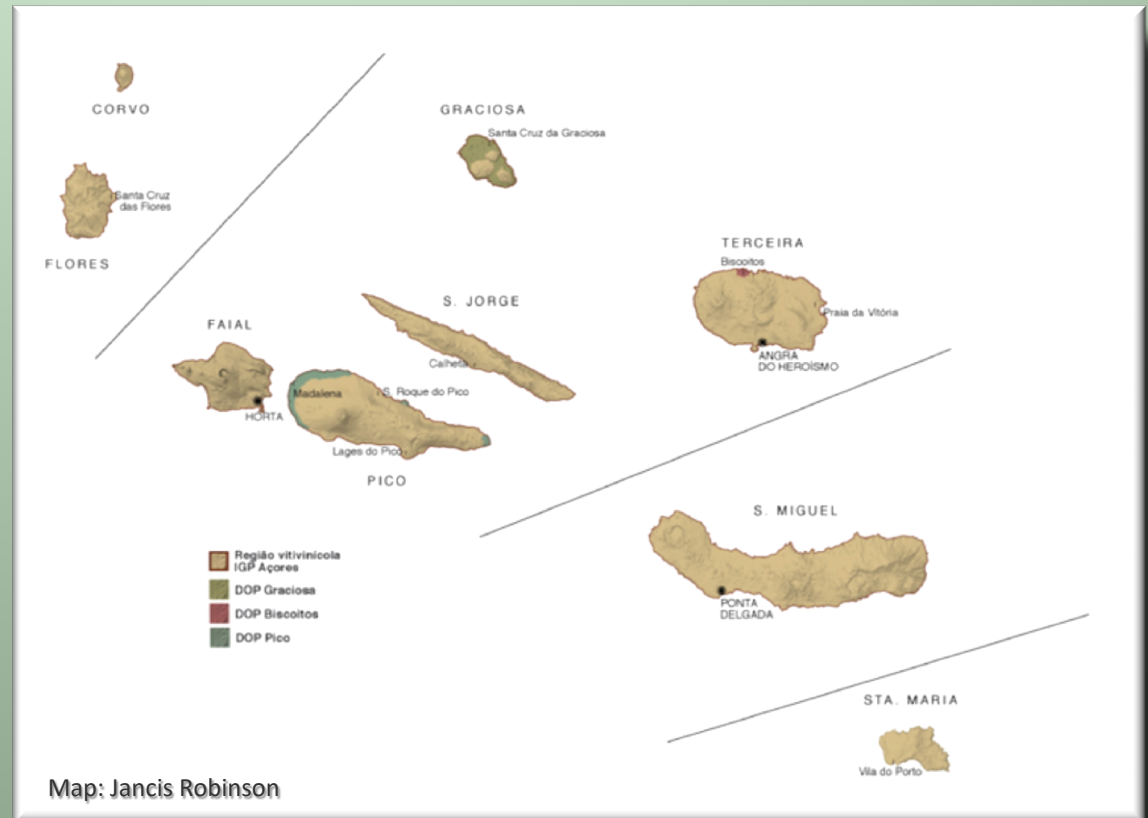 CORVO
GRACIOSA
Santa Cruz da Graciosa
Santa Cruz
das Flores
FLORES
TERCEIRA
Biscoitos
Praia da Vitória
ANGRA
DO HEROÍSMO
S. JORGE
Calheta
FAIAL
HORTA
Madalena
S. Roque do Pico
Lages do Pico
PICO
S. MIGUEL
PONTA
DELGADA
Região vitivinícola
IGP Açores
DOP Graciosa
DOP Biscoitos
DOP Pico
STA. MARIA
Vila do Porto
Map: Jancis Robinson